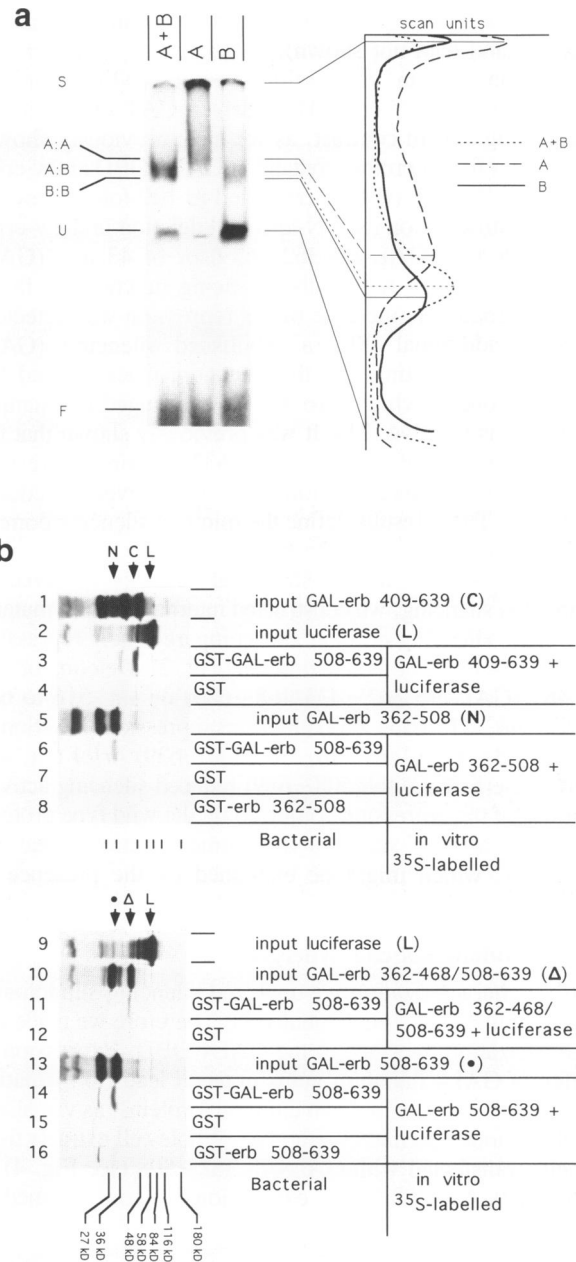 a
A+B
A
B
scan units
S
A:A
A:B
B:B
U
F
A+B
A
B
b
N C L
1 input GAL-erb 409-639 (C)
2 input luciferase (L)
3 GST-GAL-erb 508-639
4 GST
GAL-erb 409-639 +
luciferase
5 input GAL-erb 362-508 (N)
6 GST-GAL-erb 508-639
7 GST
8 GST-erb 362-508
GAL-erb 362-508 +
luciferase
Bacterial
in vitro
35S-labelled
• Δ L
9 input luciferase (L)
10 input GAL-erb 362-468/508-639 (Δ)
11 GST-GAL-erb 508-639
12 GST
GAL-erb 362-468/
508-639 + luciferase
13 input GAL-erb 508-639 (•)
14 GST-GAL-erb 508-639
15 GST
16 GST-erb 508-639
GAL-erb 508-639 +
luciferase
Bacterial
in vitro
35S-labelled
27 kD
36 kD
48 kD
58 kD
84 kD
116 kD
180 kD